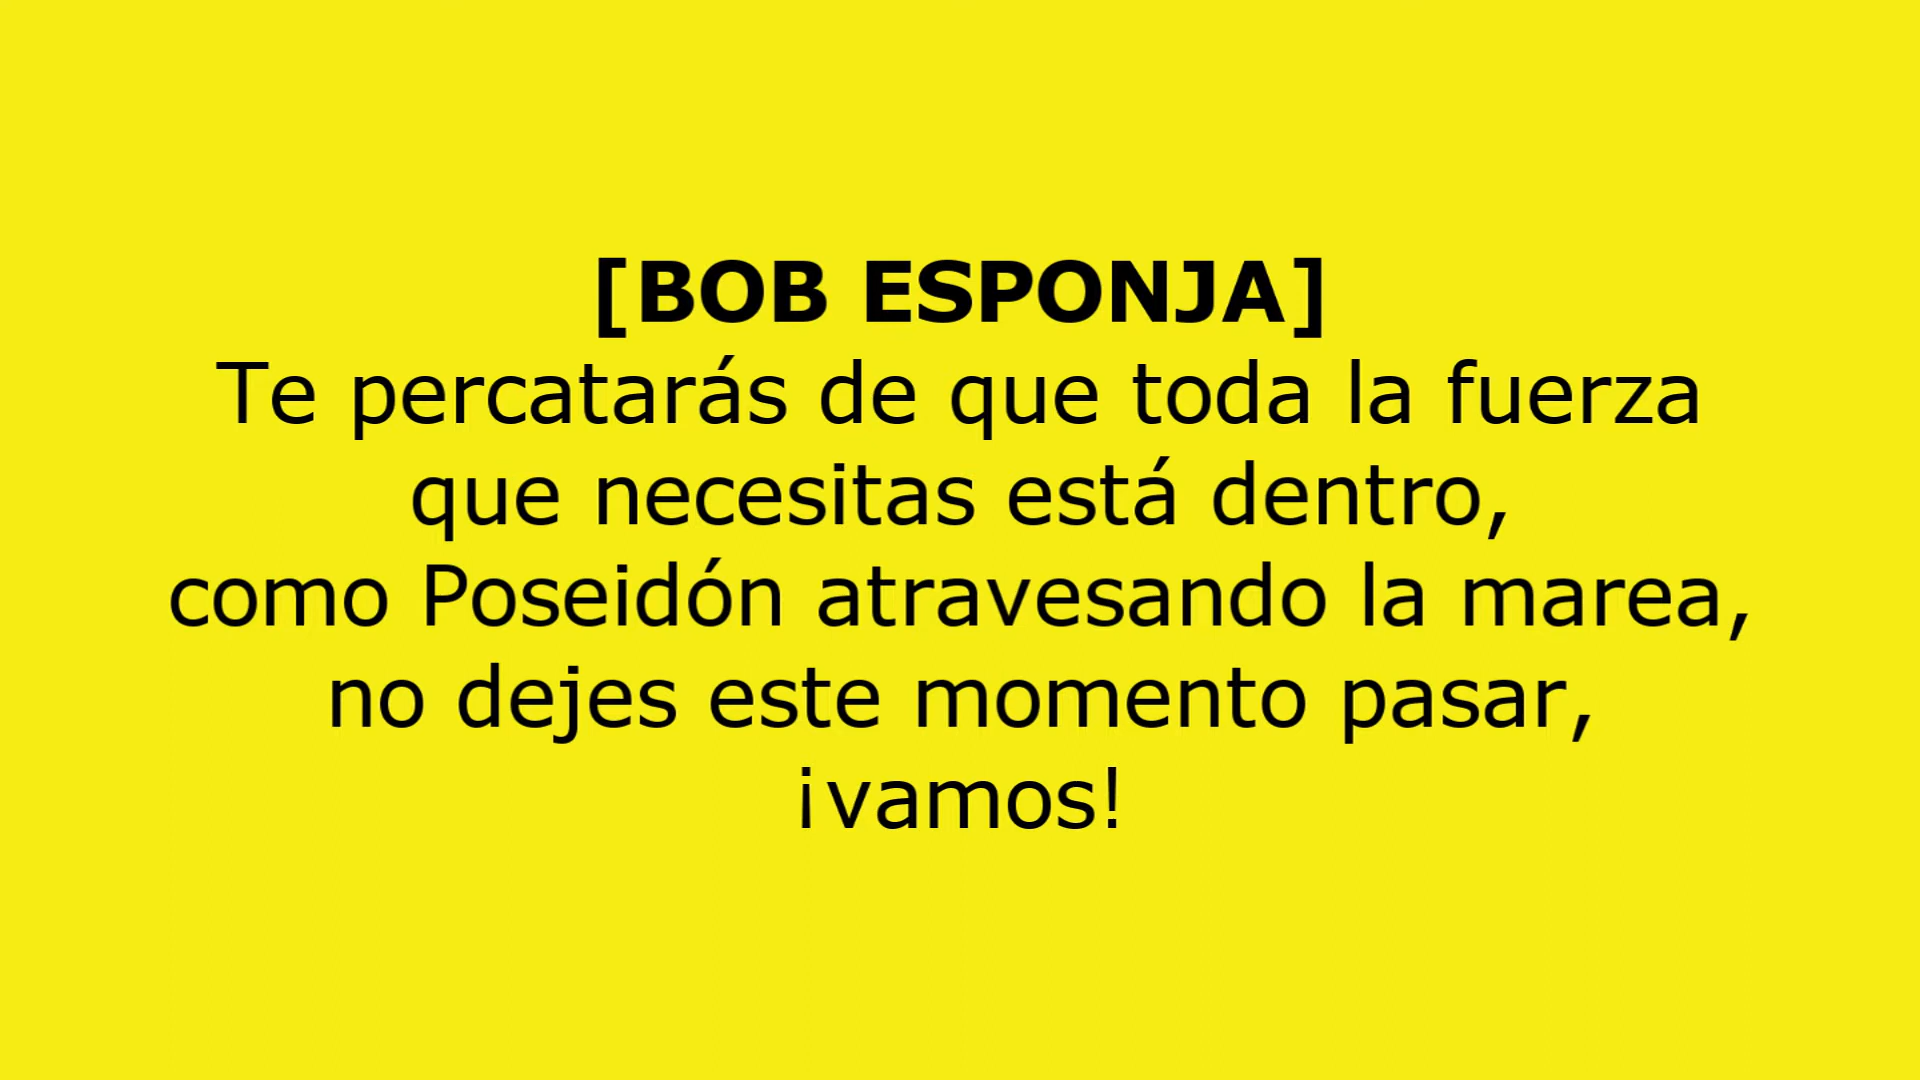 [BOB ESPONJA]
Te percatarás de que toda la fuerza
que necesitas está dentro,
como Poseidón atravesando la marea,
no dejes este momento pasar,
¡vamos!